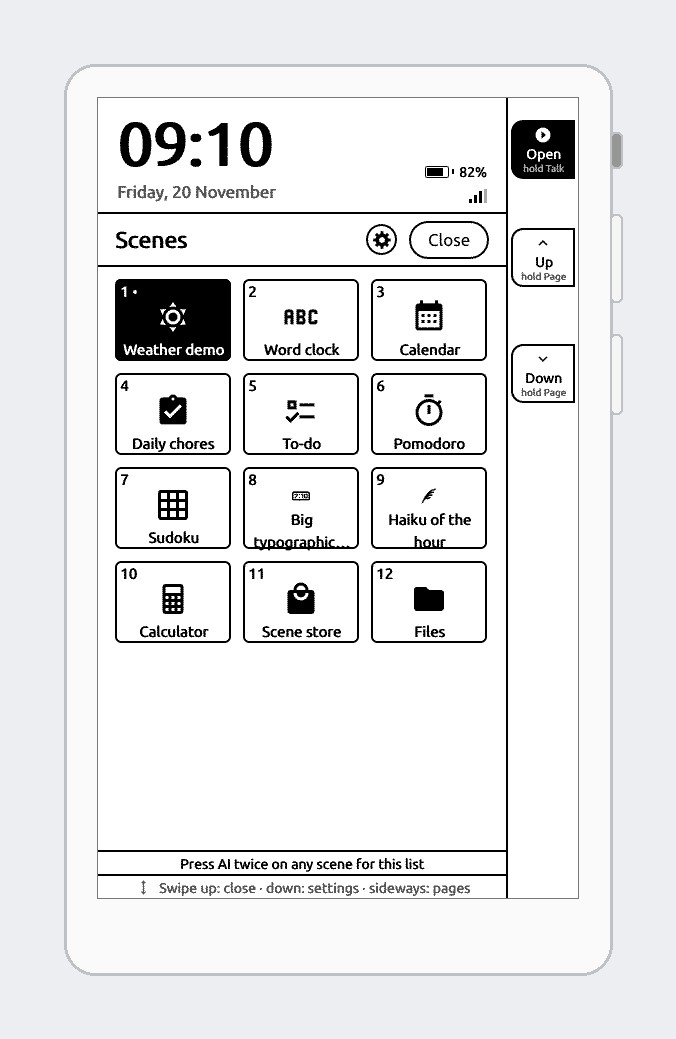 09:10
82%
Friday, 20 November
Scenes
Close
1 •
Weather demo
2
ABC
Word clock
3
Calendar
4
Daily chores
5
To-do
6
Pomodoro
7
Sudoku
8
7:10
Big
typographic...
9
Haiku of the
hour
10
Calculator
11
Scene store
12
Files
Press AI twice on any scene for this list
Swipe up: close · down: settings · sideways: pages
Open
hold Talk
Up
hold Page
Down
hold Page